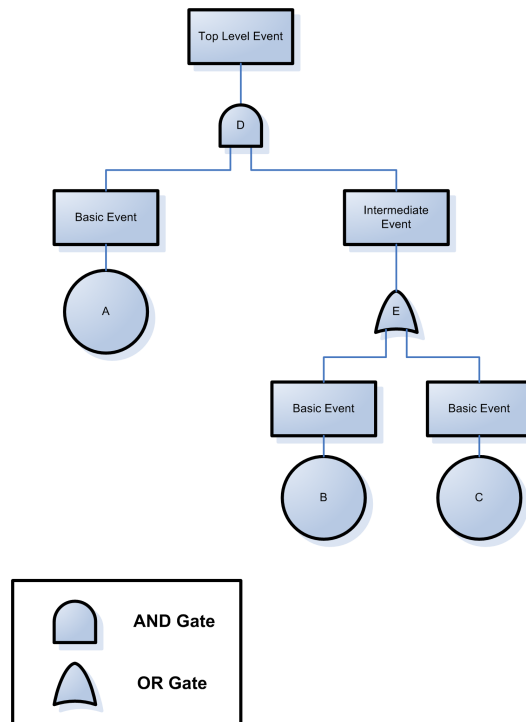 Top Level Event
D
Basic Event
Intermediate
Event
A
E
Basic Event
Basic Event
B
C
AND Gate
OR Gate